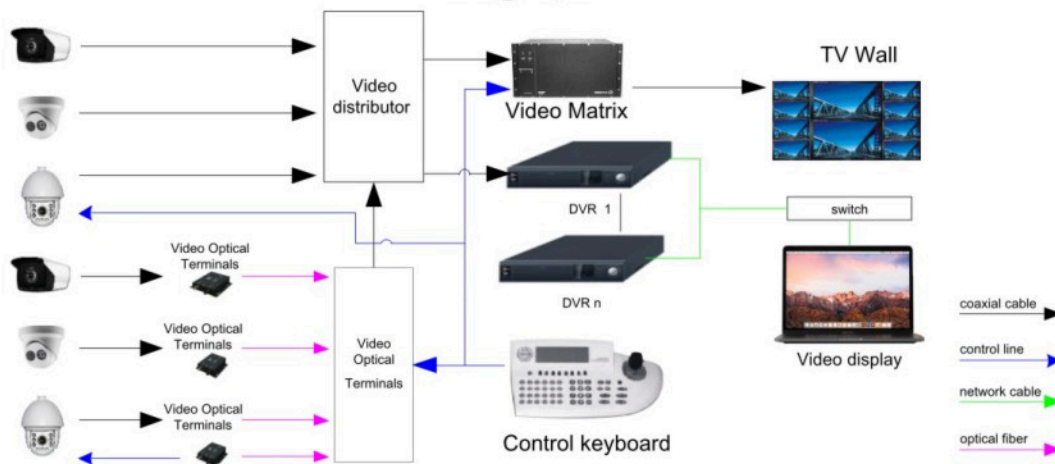 TV Wall
Video
distributor
Video Matrix
DVR 1
switch
Video Optical
Terminals
DVR n
Video Optical
Terminals
Video
Optical
Terminals
Video Optical
Terminals
Control keyboard
Video display
coaxial cable
control line
network cable
optical fiber